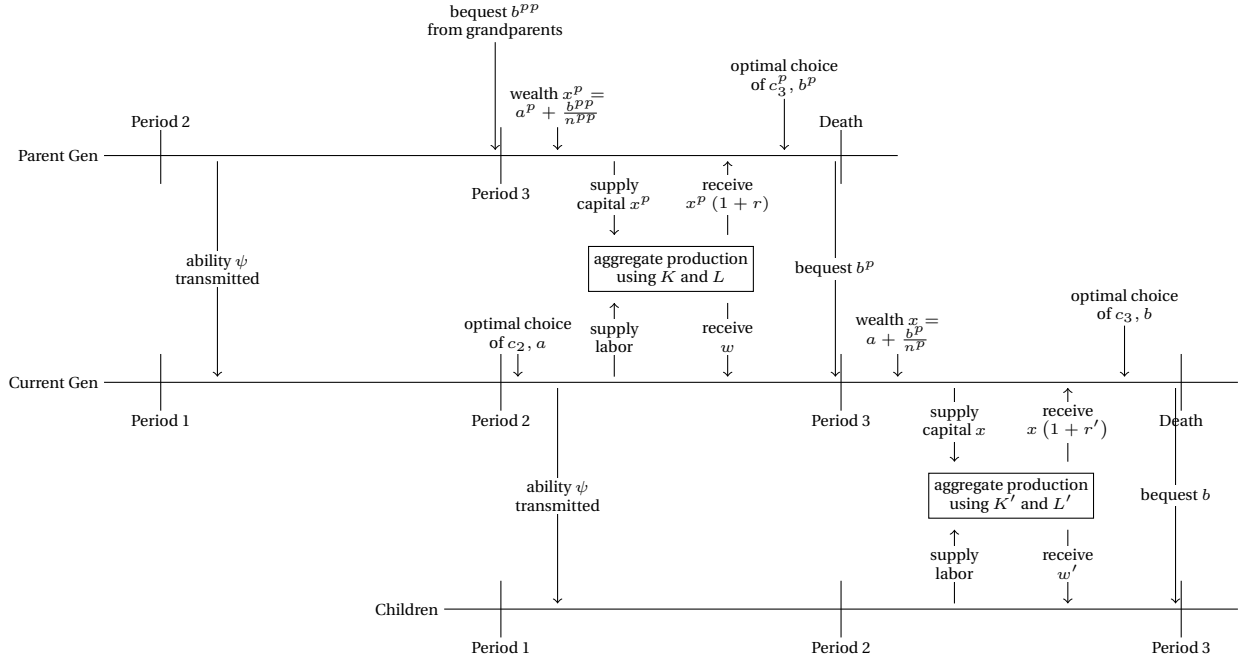 bequest b^{pp}
from grandparents
optimal choice
of c_3^p, b^p
wealth x^p =
a^p + \frac{b^{pp}}{n^{pp}}
Period 2
Death
Parent Gen
Period 3
supply
capital x^p
receive
x^p (1 + r)
ability ψ
transmitted
aggregate production
using K and L
bequest b^p
optimal choice
of c_2, a
supply
labor
receive
w
wealth x =
a + \frac{b^p}{n^p}
optimal choice
of c_3, b
Current Gen
Period 1
Period 2
Period 3
supply
capital x
receive
x (1 + r′)
Death
ability ψ
transmitted
aggregate production
using K′ and L′
bequest b
supply
labor
receive
w′
Children
Period 1
Period 2
Period 3